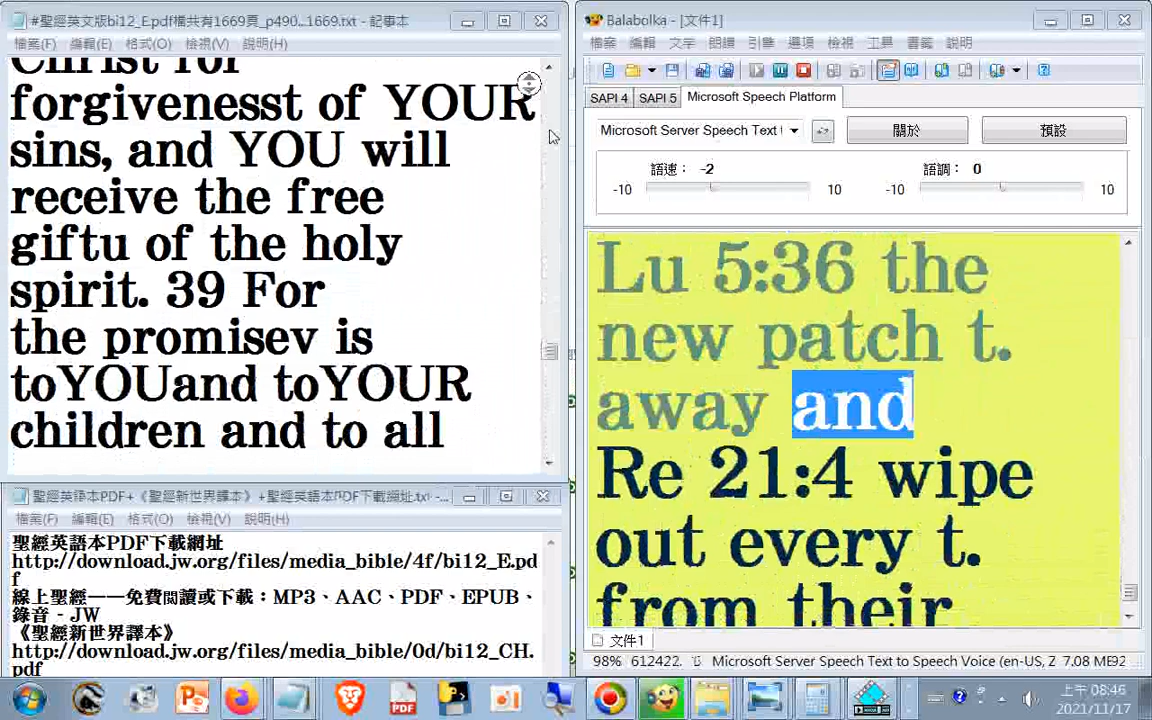 #聖經英文版bi12_E.pdf檔共有1669頁_p490...1669.txt - 記事本
檔案(F) 編輯(E) 格式(O) 檢視(V) 說明(H)
Christ for
forgivenesst of YOUR
sins, and YOU will
receive the free
giftu of the holy
spirit. 39 For
the promisev is
toYOUand toYOUR
children and to all
聖經英語本PDF+《聖經新世界譯本》+聖經英語本PDF下載網址.txt - ...
檔案(F) 編輯(E) 格式(O) 檢視(V) 說明(H)
聖經英語本PDF下載網址
http://download.jw.org/files/media_bible/4f/bi12_E.pd
f
線上聖經——免費閱讀或下載：MP3、AAC、PDF、EPUB、
錄音 - JW
《聖經新世界譯本》
http://download.jw.org/files/media_bible/0d/bi12_CH.
pdf
Balabolka - [文件1]
檔案 編輯 文字 朗讀 引擎 選項 檢視 工具 書籤 說明
SAPI 4 SAPI 5 Microsoft Speech Platform
Microsoft Server Speech Text t 關於 預設
語速： -2 語調： 0
-10 10 -10 10
Lu 5:36 the
new patch t.
away and
Re 21:4 wipe
out every t.
from their
文件1
98% 612422. Microsoft Server Speech Text to Speech Voice (en-US, Z 7.08 ME92
上午 08:46
2021/11/17